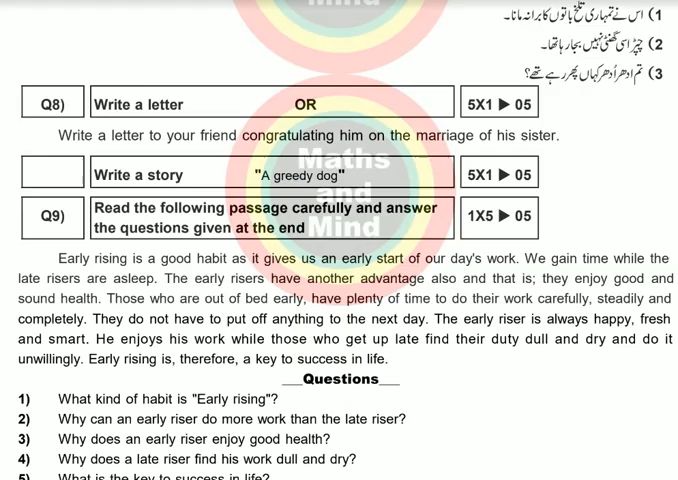 Mind
1) اس نے تمہاری تلخ باتوں کا برا نہ مانا۔
2) چپڑاسی گھنٹی نہیں بجا رہا تھا۔
3) تم ادھر اُدھر کہاں پھر رہے تھے؟
Q8) Write a letter OR 5X1 ▶ 05
Write a letter to your friend congratulating him on the marriage of his sister.
Maths
Write a story "A greedy dog" 5X1 ▶ 05
and
Q9) Read the following passage carefully and answer 1X5 ▶ 05
the questions given at the end
Mind
Early rising is a good habit as it gives us an early start of our day's work. We gain time while the
late risers are asleep. The early risers have another advantage also and that is; they enjoy good and
sound health. Those who are out of bed early, have plenty of time to do their work carefully, steadily and
completely. They do not have to put off anything to the next day. The early riser is always happy, fresh
and smart. He enjoys his work while those who get up late find their duty dull and dry and do it
unwillingly. Early rising is, therefore, a key to success in life.
___Questions___
1) What kind of habit is "Early rising"?
2) Why can an early riser do more work than the late riser?
3) Why does an early riser enjoy good health?
4) Why does a late riser find his work dull and dry?
5) What is the key to success in life?